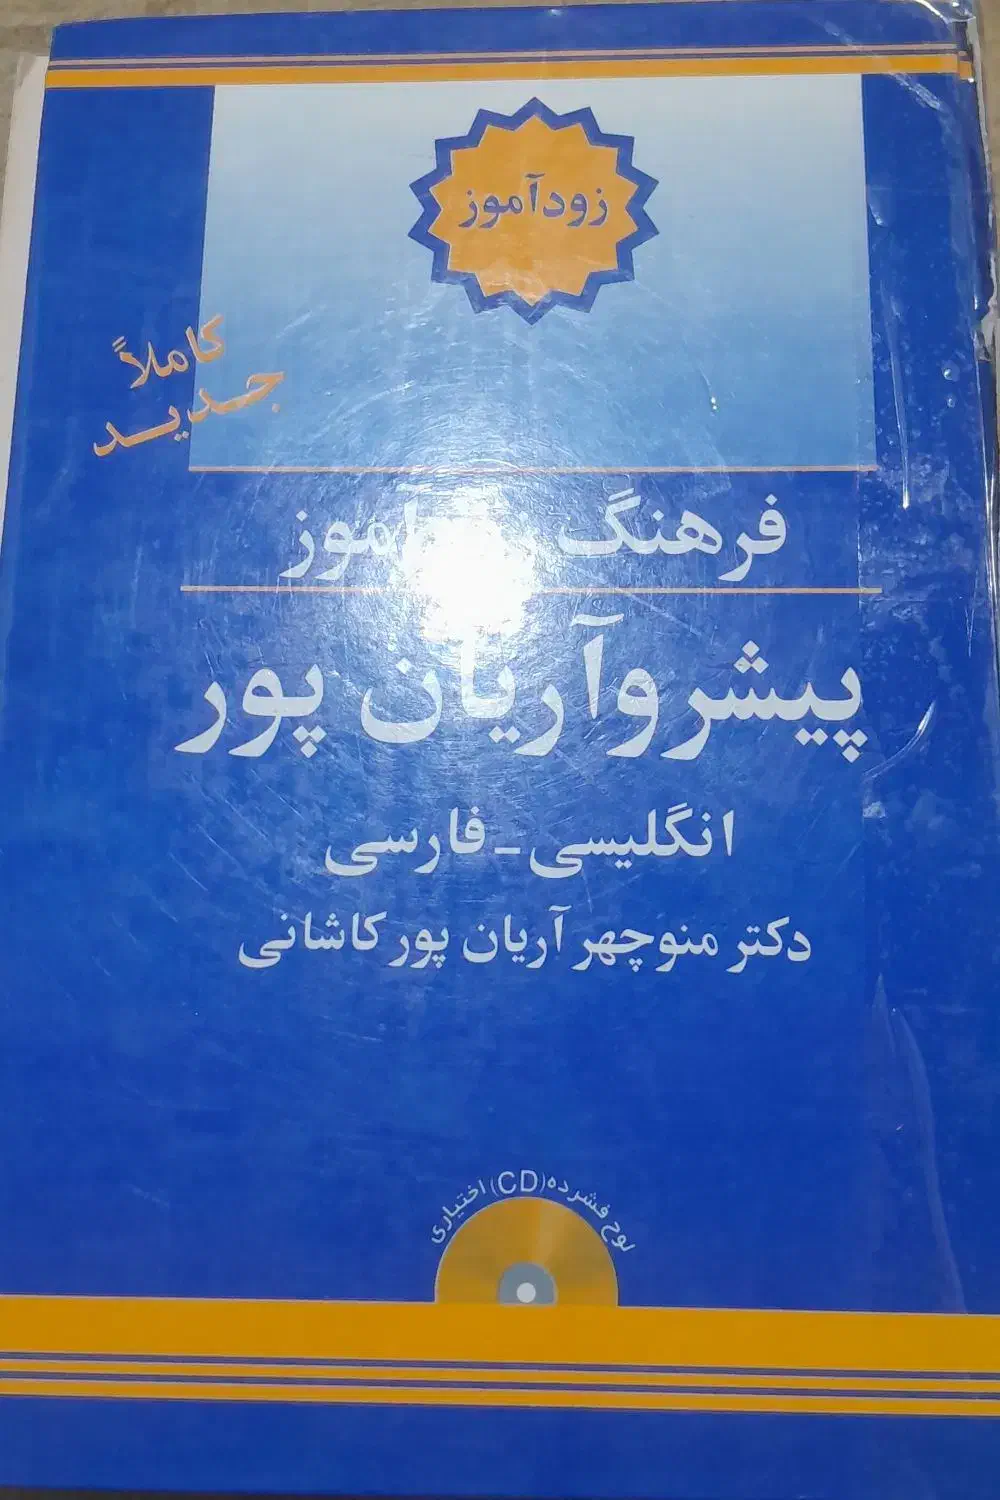 زودآموز
کاملاً
جدید
فرهنگ آموز
پیشرو آریان پور
انگلیسی - فارسی
دکتر منوچهر آریان پور کاشانی
لوح فشرده (CD) اختیاری